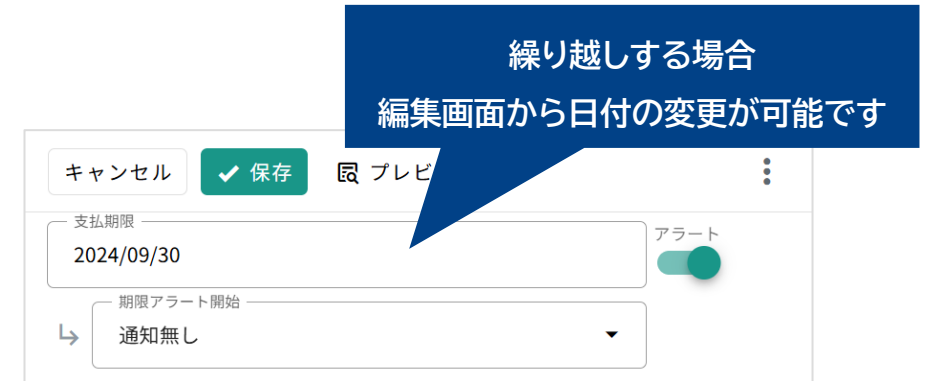 繰り越しする場合
編集画面から日付の変更が可能です
キャンセル 保存 プレビ
支払期限
2024/09/30
アラート
期限アラート開始
通知無し